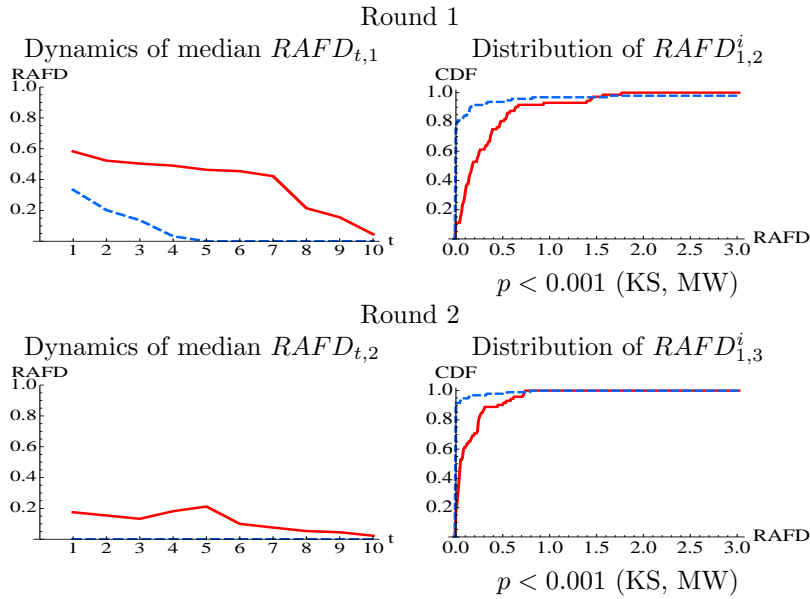 Round 1
Dynamics of median RAFD_{t,1}
Distribution of RAFD^i_{1,2}
RAFD
1.0
0.8
0.6
0.4
0.2
1 2 3 4 5 6 7 8 9 10 t
CDF
1.0
0.8
0.6
0.4
0.2
0.0 0.5 1.0 1.5 2.0 2.5 3.0 RAFD
p < 0.001 (KS, MW)
Round 2
Dynamics of median RAFD_{t,2}
Distribution of RAFD^i_{1,3}
RAFD
1.0
0.8
0.6
0.4
0.2
1 2 3 4 5 6 7 8 9 10 t
CDF
1.0
0.8
0.6
0.4
0.2
0.0 0.5 1.0 1.5 2.0 2.5 3.0 RAFD
p < 0.001 (KS, MW)